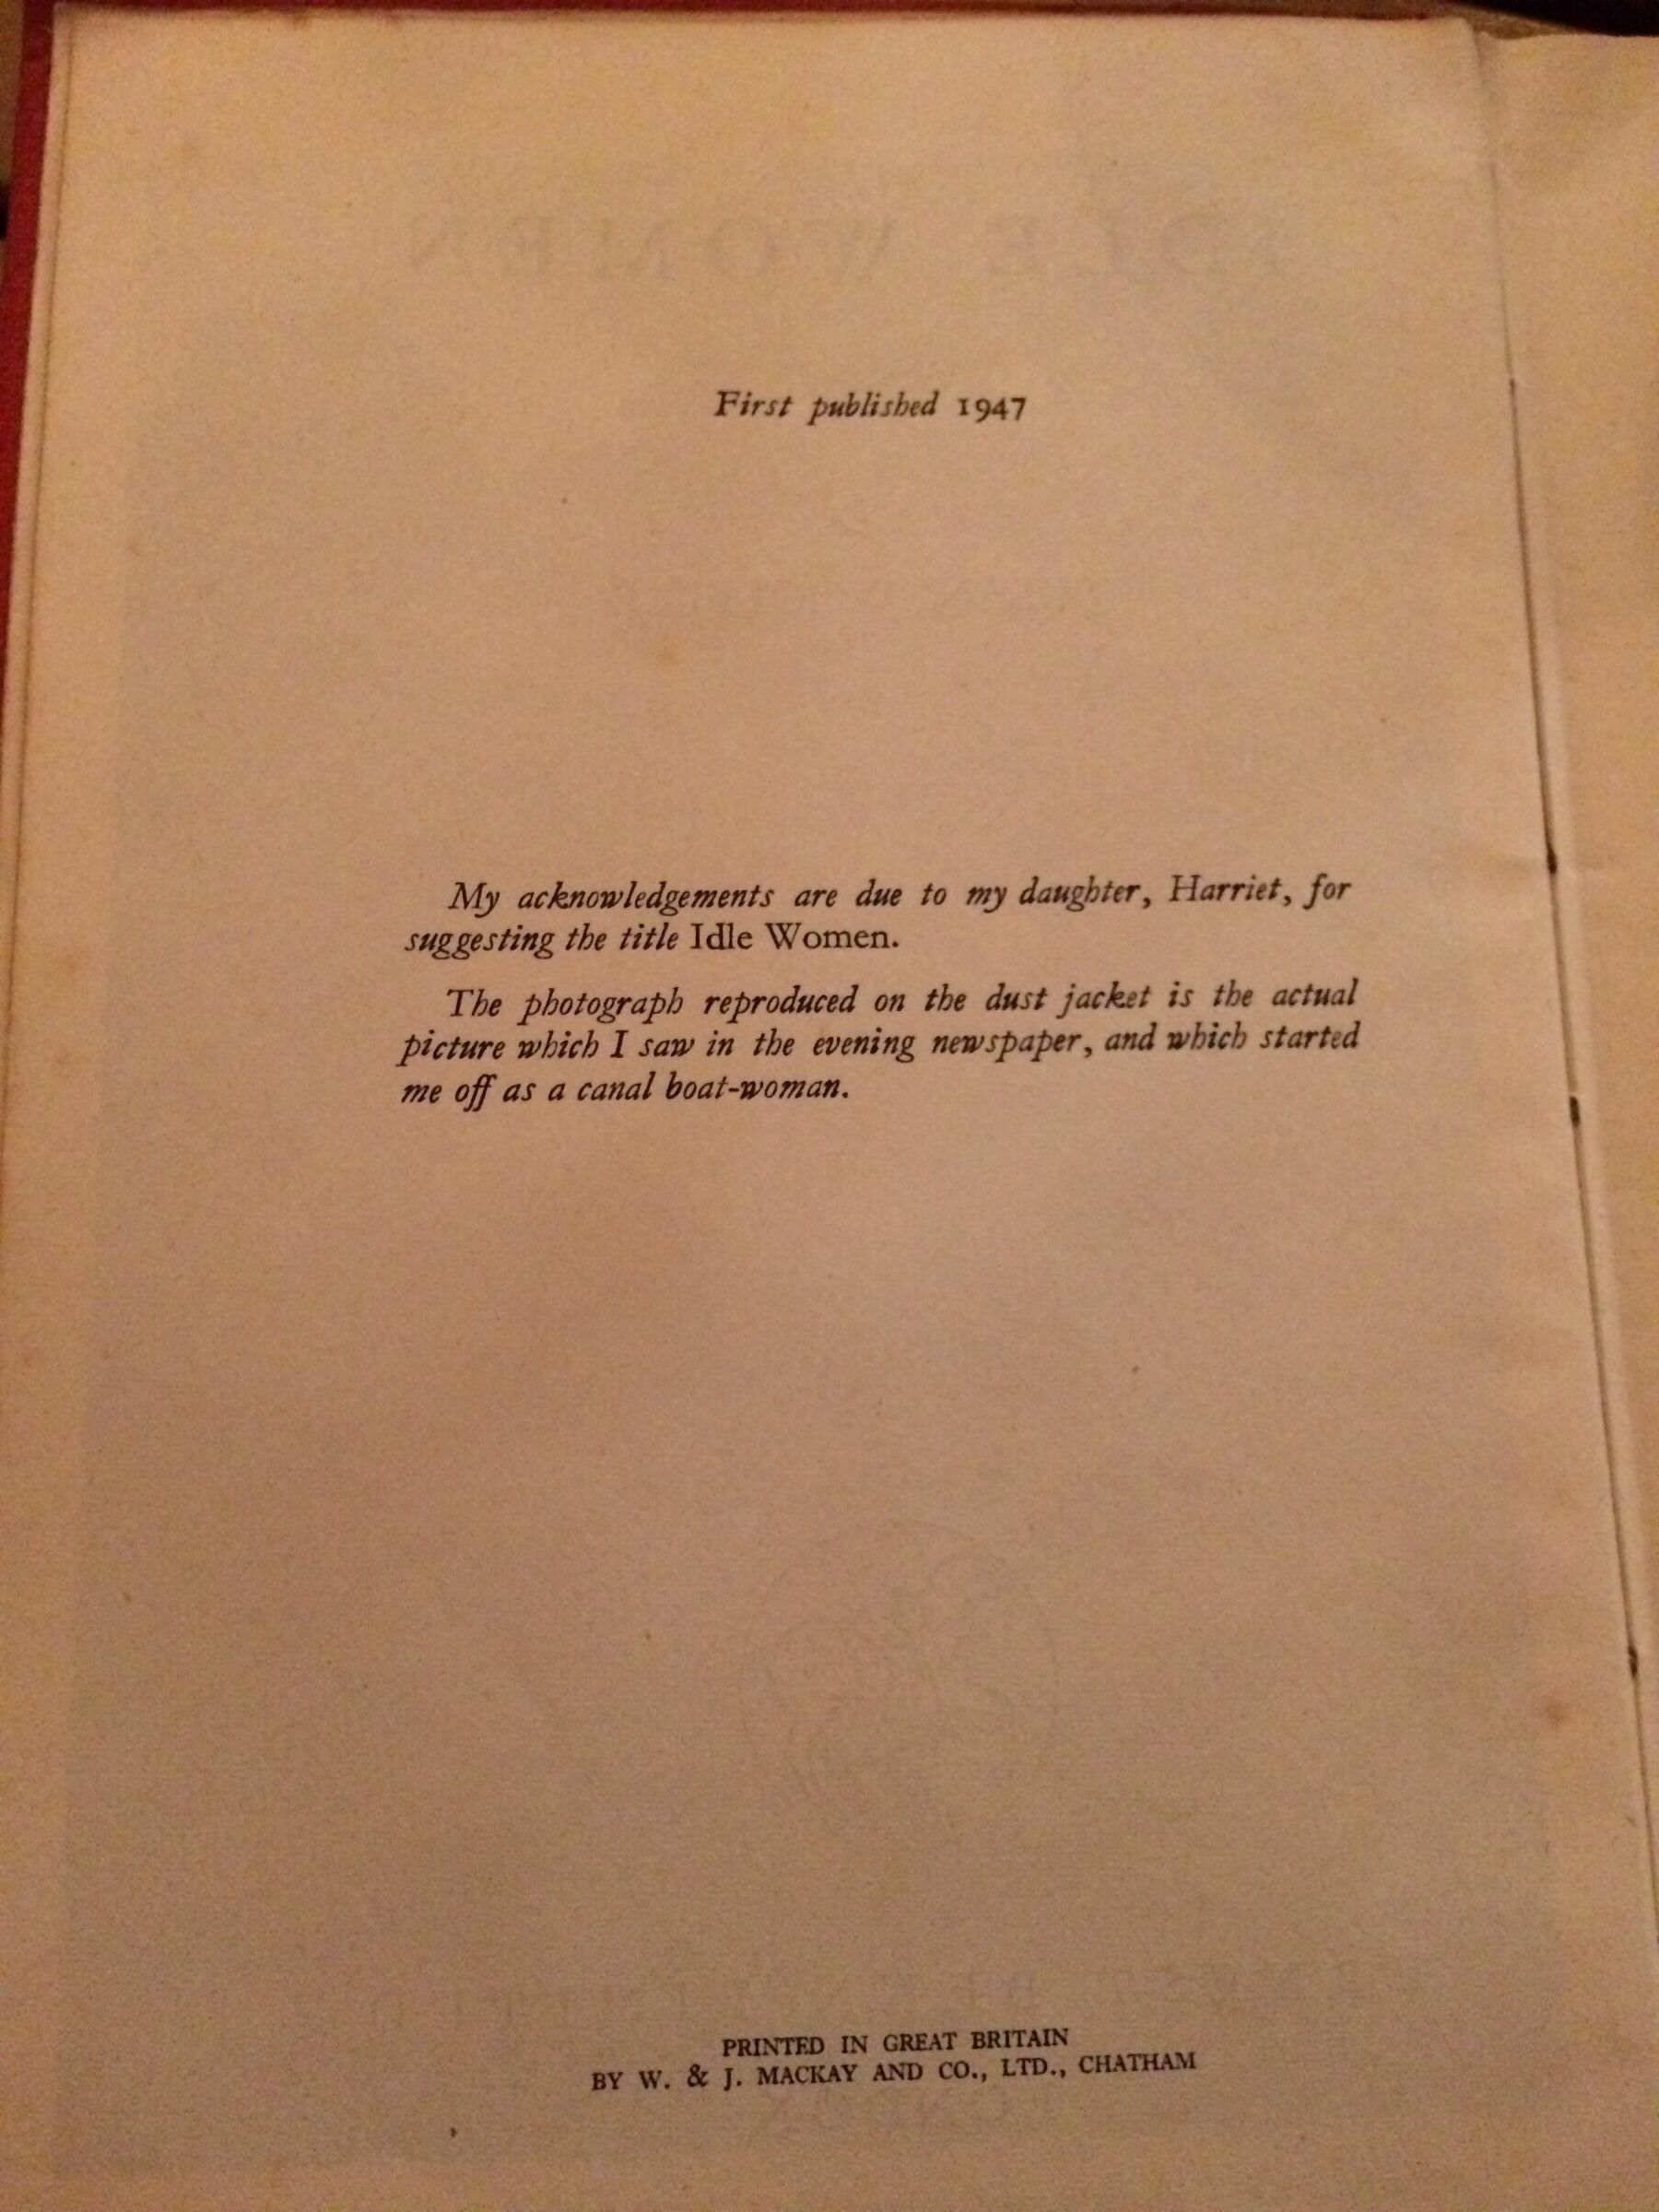 First published 1947
My acknowledgements are due to my daughter, Harriet, for
suggesting the title Idle Women.
The photograph reproduced on the dust jacket is the actual
picture which I saw in the evening newspaper, and which started
me off as a canal boat-woman.
PRINTED IN GREAT BRITAIN
BY W. & J. MACKAY AND CO., LTD., CHATHAM